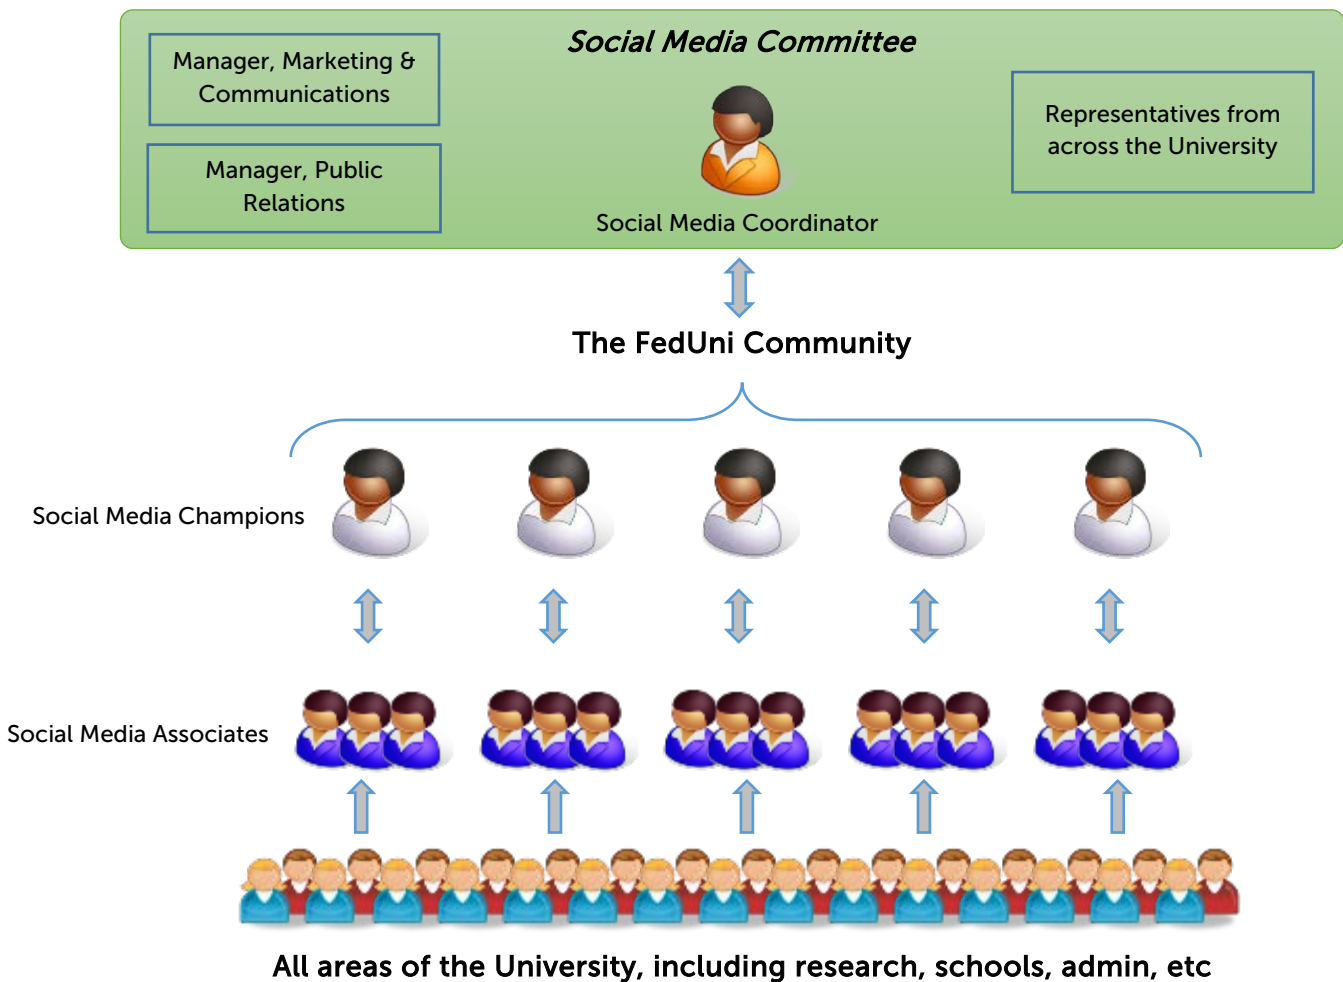 Social Media Committee
Manager, Marketing &
Communications
Manager, Public
Relations
Social Media Coordinator
Representatives from
across the University
The FedUni Community
Social Media Champions
Social Media Associates
All areas of the University, including research, schools, admin, etc